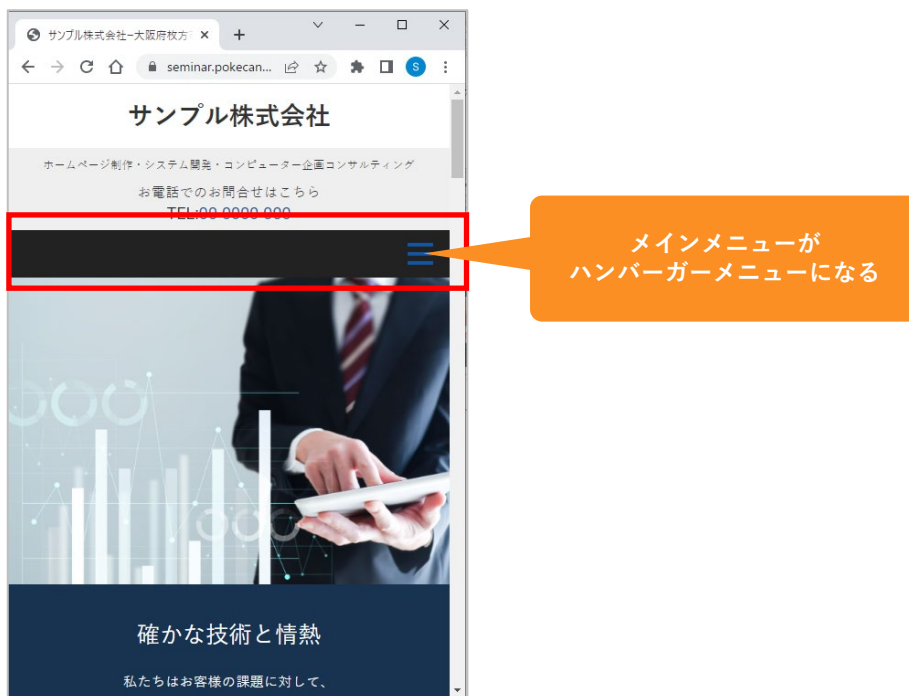 サンプル株式会社-大阪府枚方
seminar.pokecan...
S
サンプル株式会社
ホームページ制作・システム開発・コンピューター企画コンサルティング
お電話でのお問合せはこちら
TEL:00-0000-000
メインメニューが
ハンバーガーメニューになる
確かな技術と情熱
私たちはお客様の課題に対して、